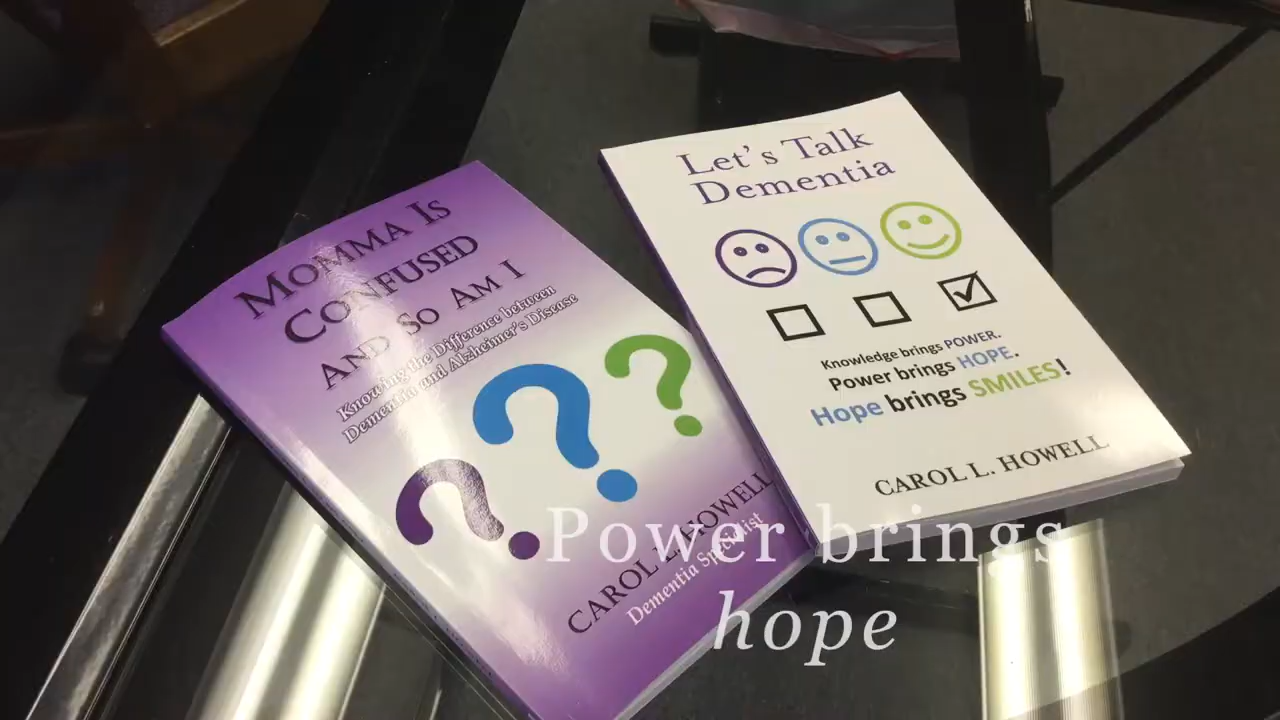 MOMMA IS
CONFUSED
AND SO AM I
Knowing the Difference between
Dementia and Alzheimer's Disease
? ? ?
CAROL L HOWELL
Dementia Specialist
Let's Talk
Dementia
Knowledge brings POWER.
Power brings HOPE.
Hope brings SMILES!
CAROL L. HOWELL
Power brings
hope